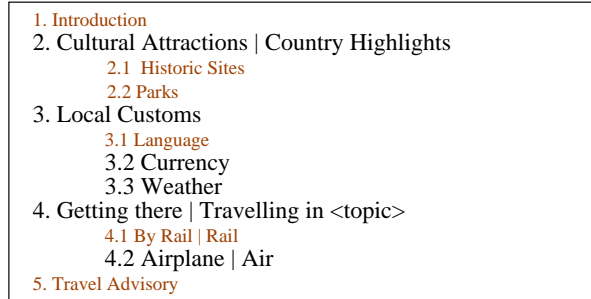 1. Introduction
2. Cultural Attractions | Country Highlights
2.1 Historic Sites
2.2 Parks
3. Local Customs
3.1 Language
3.2 Currency
3.3 Weather
4. Getting there | Travelling in <topic>
4.1 By Rail | Rail
4.2 Airplane | Air
5. Travel Advisory